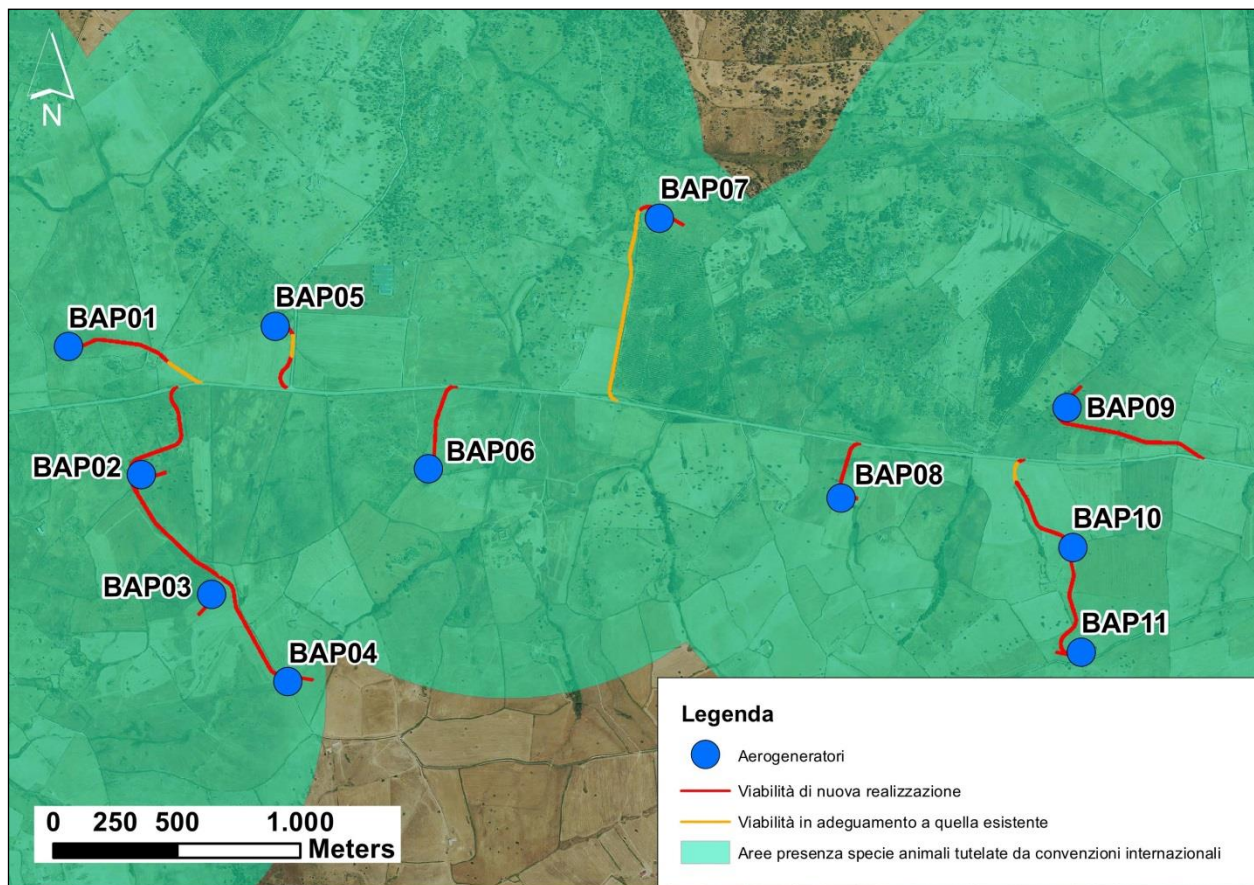 N
BAP07
BAP05
BAP01
BAP09
BAP06
BAP02
BAP08
BAP10
BAP03
BAP04
BAP11
Legenda
Aerogeneratori
Viabilità di nuova realizzazione
Viabilità in adeguamento a quella esistente
Aree presenza specie animali tutelate da convenzioni internazionali
0 250 500 1.000
Meters